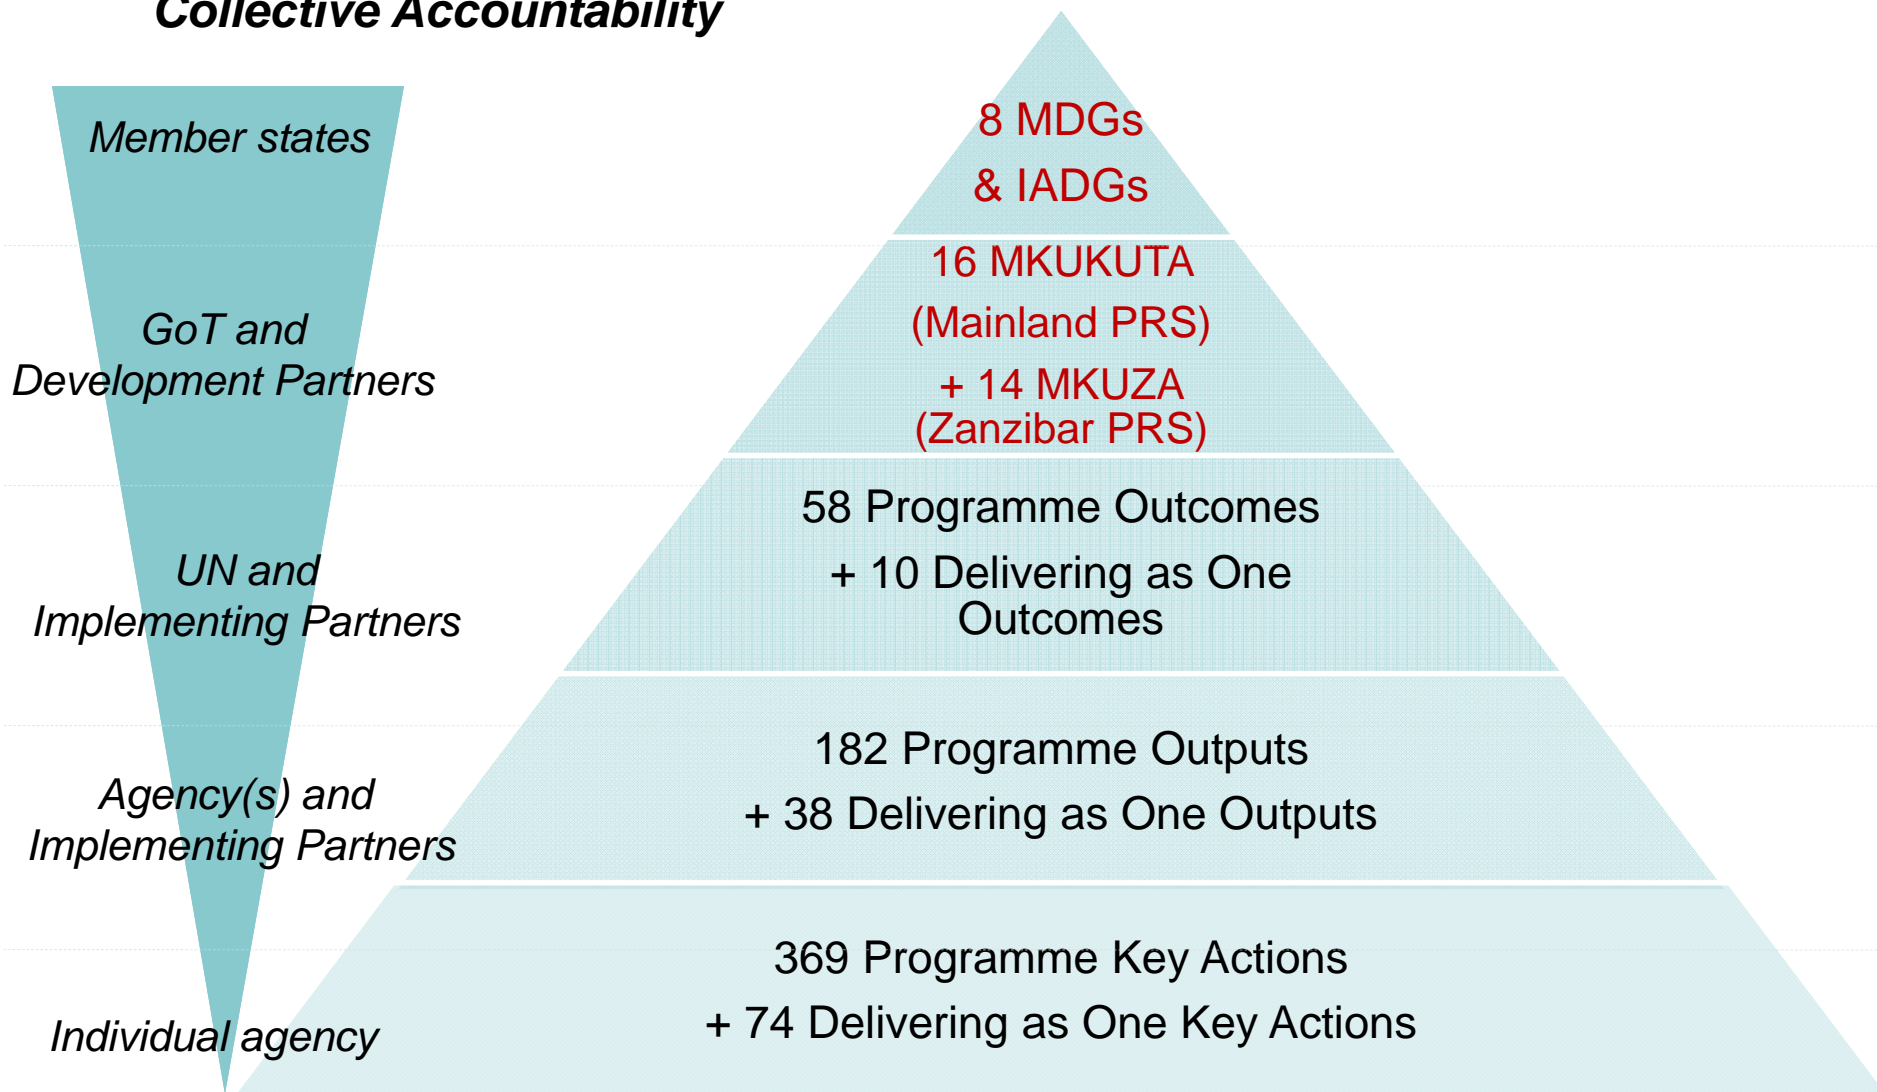 Collective Accountability
Member states
GoT and
Development Partners
UN and
Implementing Partners
Agency(s) and
Implementing Partners
Individual agency
8 MDGs
& IADGs
16 MKUKUTA
(Mainland PRS)
+ 14 MKUZA
(Zanzibar PRS)
58 Programme Outcomes
+ 10 Delivering as One
Outcomes
182 Programme Outputs
+ 38 Delivering as One Outputs
369 Programme Key Actions
+ 74 Delivering as One Key Actions